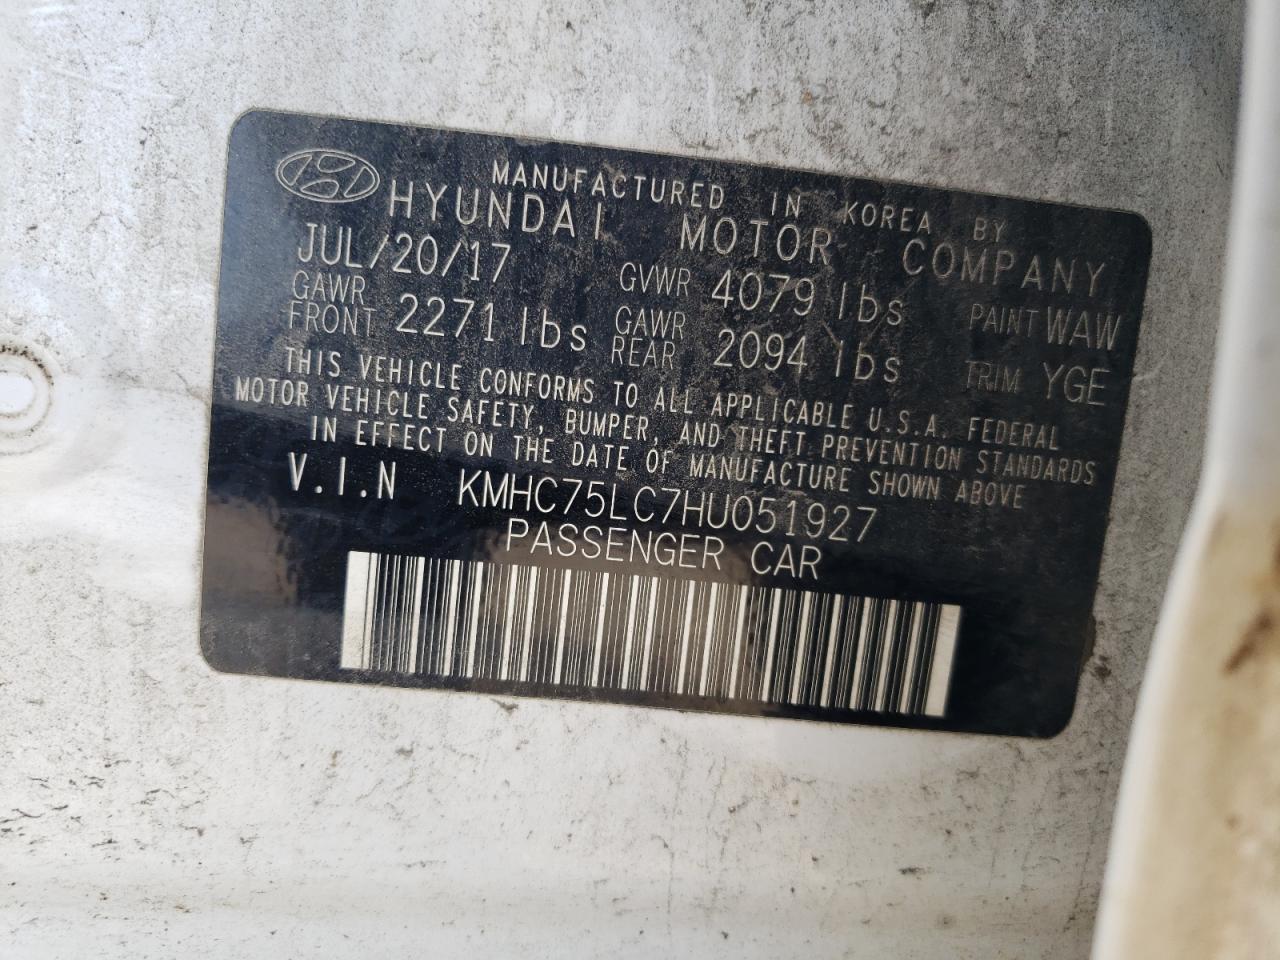 MANUFACTURED IN KOREA BY
HYUNDAI MOTOR COMPANY
JUL/20/17 GVWR 4079 lbs PAINT WAW
GAWR FRONT 2271 lbs GAWR REAR 2094 lbs TRIM YGE
THIS VEHICLE CONFORMS TO ALL APPLICABLE U.S.A. FEDERAL
MOTOR VEHICLE SAFETY, BUMPER, AND THEFT PREVENTION STANDARDS
IN EFFECT ON THE DATE OF MANUFACTURE SHOWN ABOVE
V.I.N KMHC75LC7HU051927
PASSENGER CAR